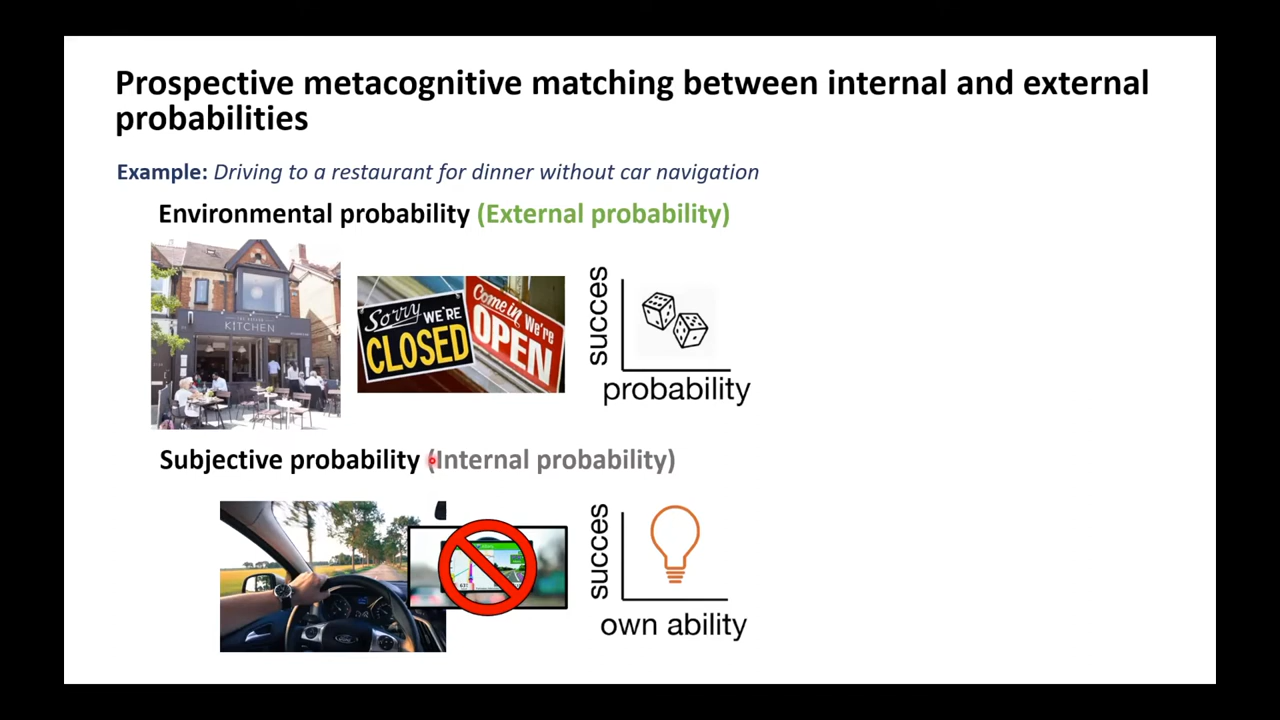 Prospective metacognitive matching between internal and external
probabilities
Example: Driving to a restaurant for dinner without car navigation
Environmental probability (External probability)
KITCHEN
Sorry WE'RE
CLOSED
Come in We're
OPEN
succes
probability
Subjective probability (Internal probability)
succes
own ability